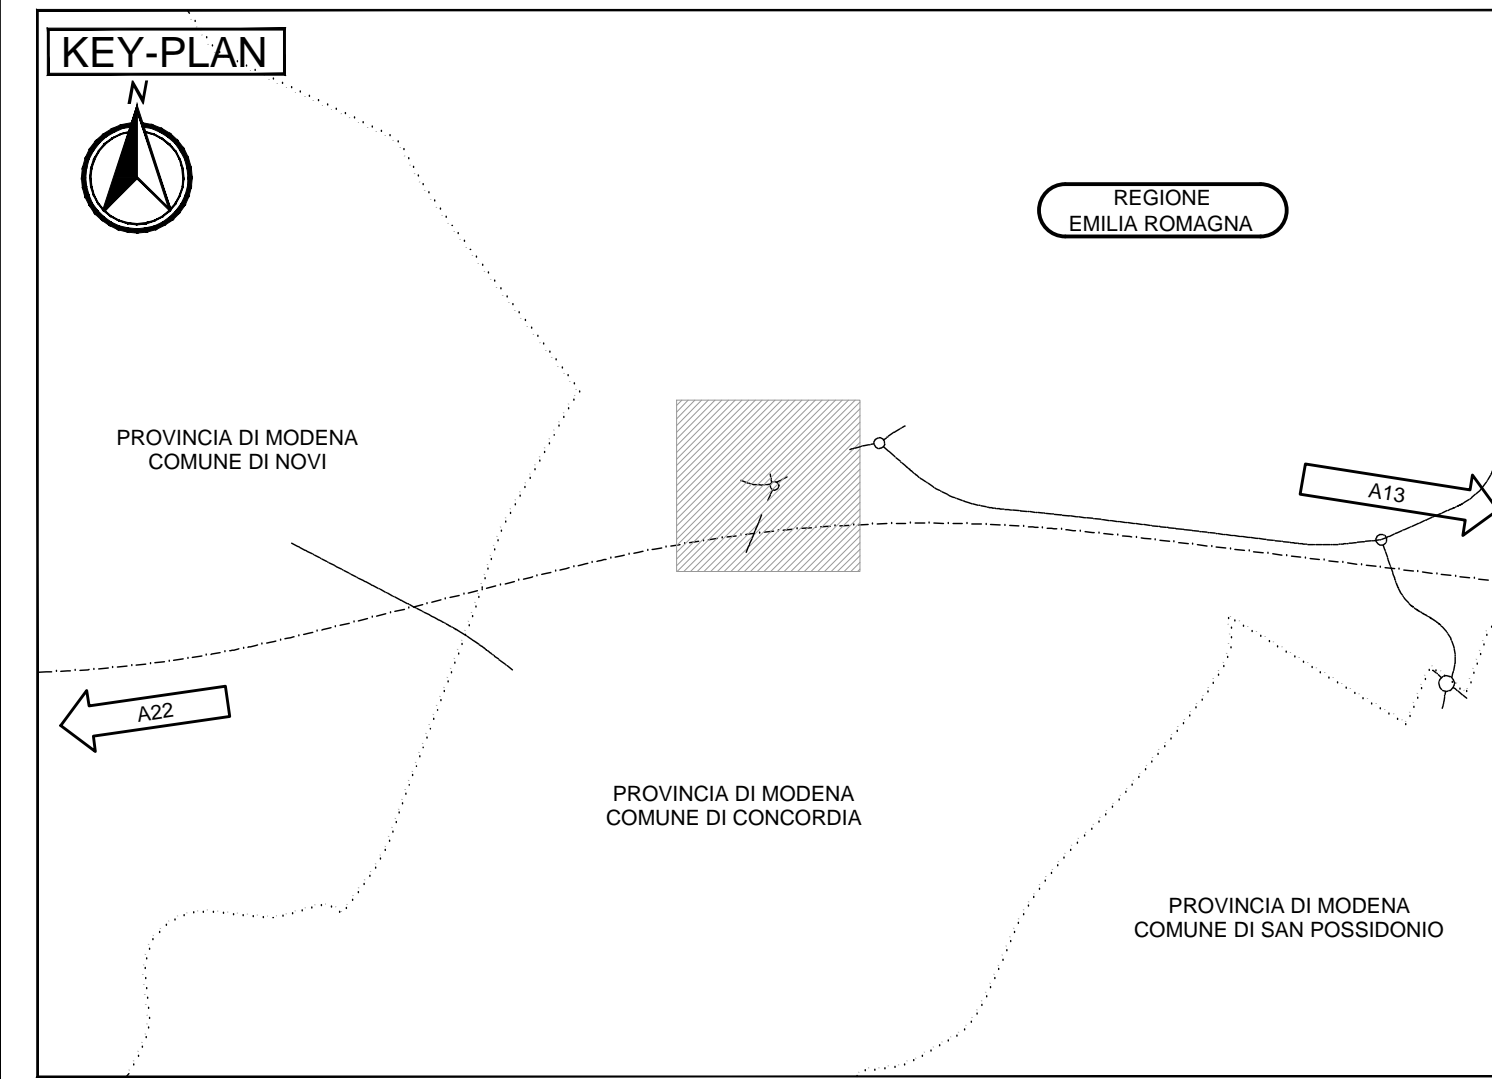 KEY-PLAN
N
REGIONE
EMILIA ROMAGNA
PROVINCIA DI MODENA
COMUNE DI NOVI
A13
A22
PROVINCIA DI MODENA
COMUNE DI CONCORDIA
PROVINCIA DI MODENA
COMUNE DI SAN POSSIDONIO